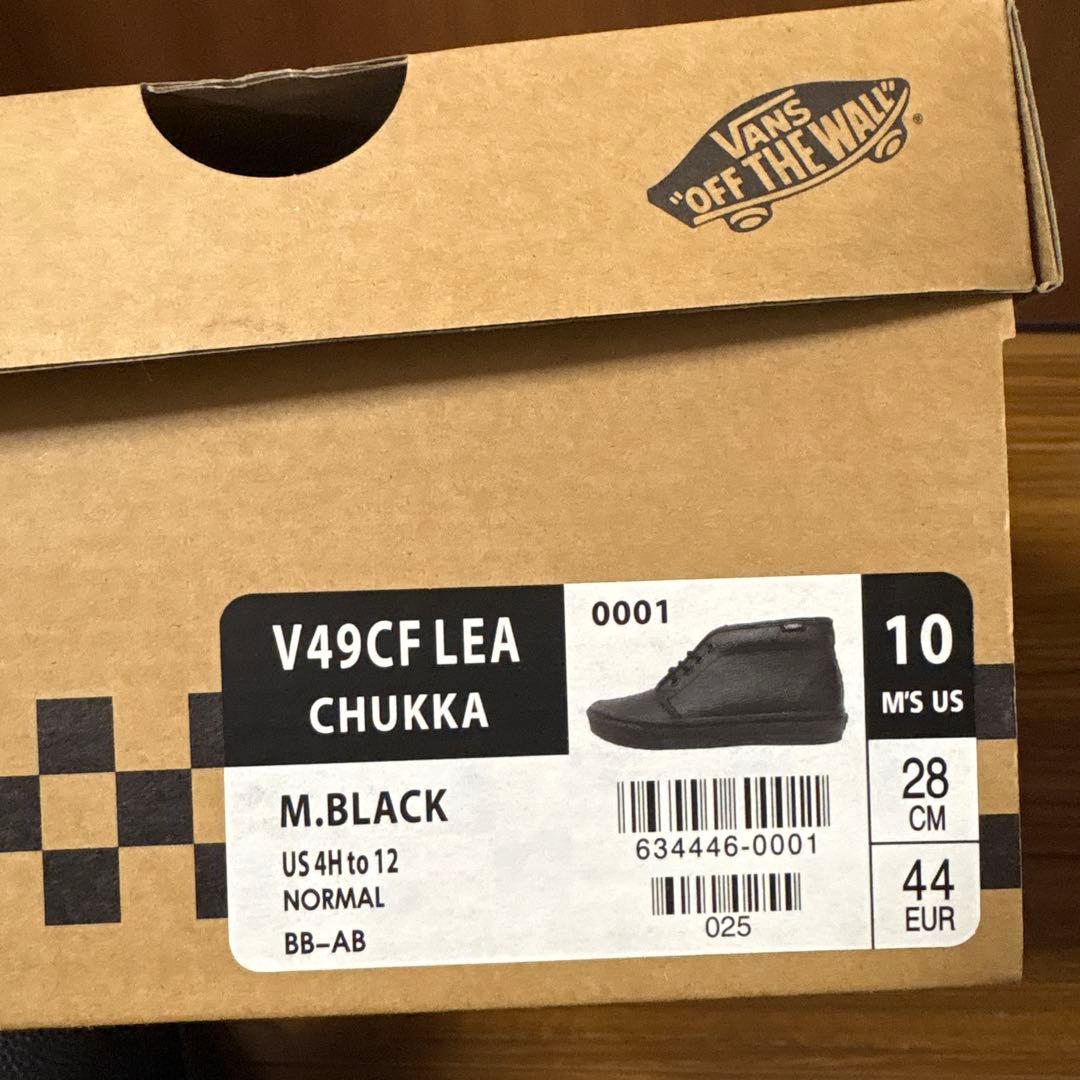 VANS
"OFF THE WALL"
®
V49CF LEA
CHUKKA
0001
10
M'S US
M.BLACK
US 4H to 12
NORMAL
BB-AB
634446-0001
025
28
CM
44
EUR